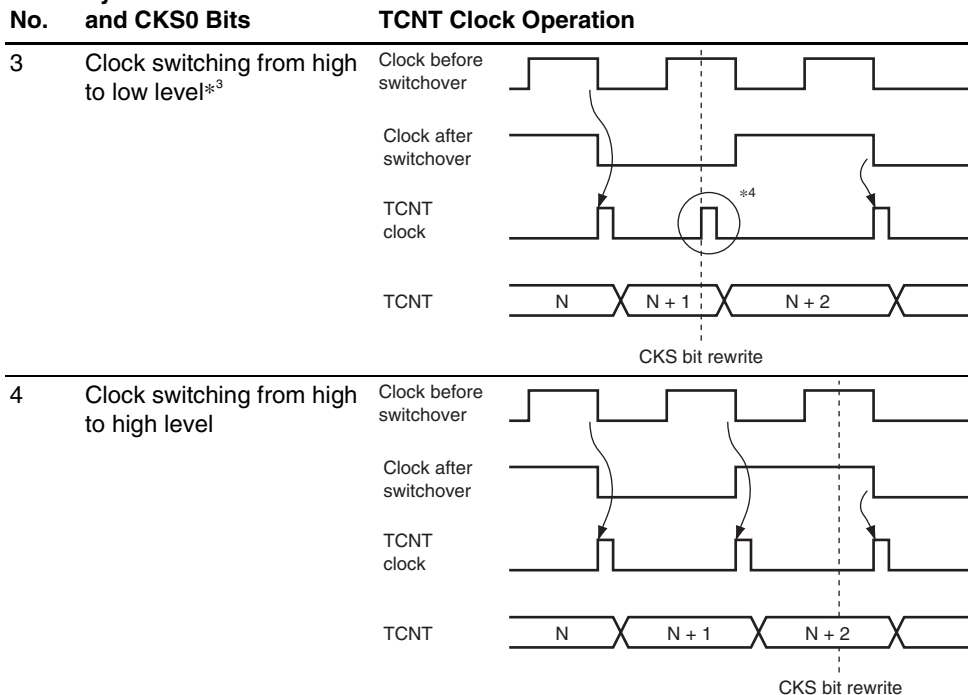 No. and CKS0 Bits TCNT Clock Operation
3 Clock switching from high to low level*3
Clock before switchover
Clock after switchover
TCNT clock
*4
TCNT N N + 1 N + 2
CKS bit rewrite
4 Clock switching from high to high level
Clock before switchover
Clock after switchover
TCNT clock
TCNT N N + 1 N + 2
CKS bit rewrite